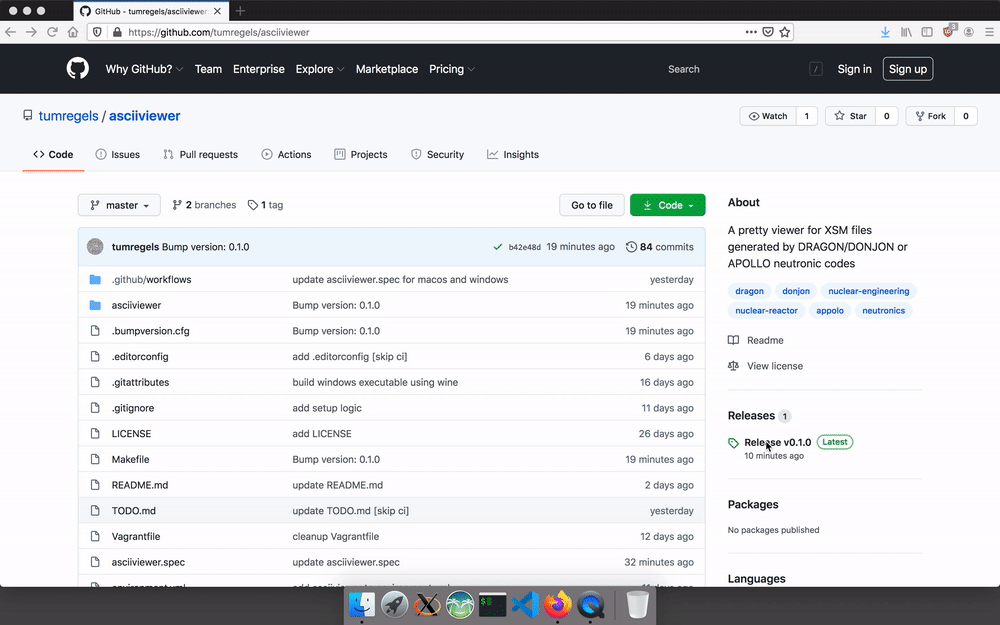 GitHub - tumregels/asciiviewer
https://github.com/tumregels/asciiviewer
3
Why GitHub? Team Enterprise Explore Marketplace Pricing Search / Sign in Sign up
tumregels / asciiviewer Watch 1 Star 0 Fork 0
Code Issues Pull requests Actions Projects Security Insights
master 2 branches 1 tag Go to file Code
tumregels Bump version: 0.1.0 b42e48d 19 minutes ago 84 commits
.github/workflows update asciiviewer.spec for macos and windows yesterday
asciiviewer Bump version: 0.1.0 19 minutes ago
.bumpversion.cfg Bump version: 0.1.0 19 minutes ago
.editorconfig add .editorconfig [skip ci] 6 days ago
.gitattributes build windows executable using wine 16 days ago
.gitignore add setup logic 11 days ago
LICENSE add LICENSE 26 days ago
Makefile Bump version: 0.1.0 19 minutes ago
README.md update README.md 2 days ago
TODO.md update TODO.md [skip ci] yesterday
Vagrantfile cleanup Vagrantfile 12 days ago
asciiviewer.spec update asciiviewer.spec 32 minutes ago
About
A pretty viewer for XSM files
generated by DRAGON/DONJON or
APOLLO neutronic codes
dragon donjon nuclear-engineering
nuclear-reactor appolo neutronics
Readme
View license
Releases 1
Release v0.1.0 Latest
10 minutes ago
Packages
No packages published
Languages